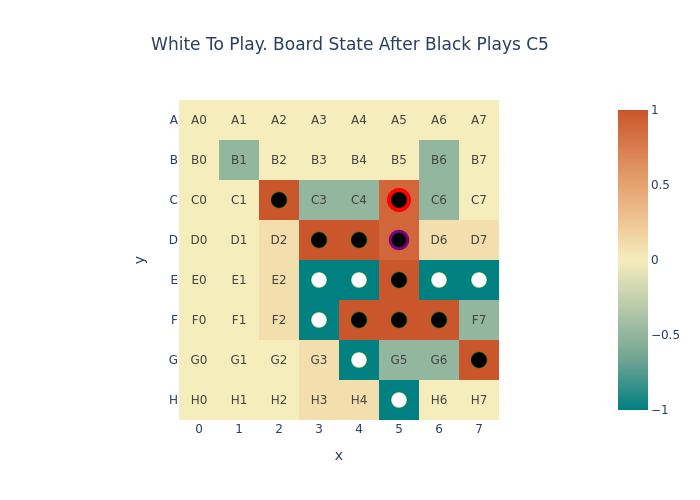 White To Play. Board State After Black Plays C5
A A0 A1 A2 A3 A4 A5 A6 A7
B B0 B1 B2 B3 B4 B5 B6 B7
C C0 C1 C3 C4 C6 C7
D D0 D1 D2 D6 D7
E E0 E1 E2
F F0 F1 F2 F7
G G0 G1 G2 G3 G5 G6
H H0 H1 H2 H3 H4 H6 H7
0 1 2 3 4 5 6 7
x
y
1
0.5
0
−0.5
−1